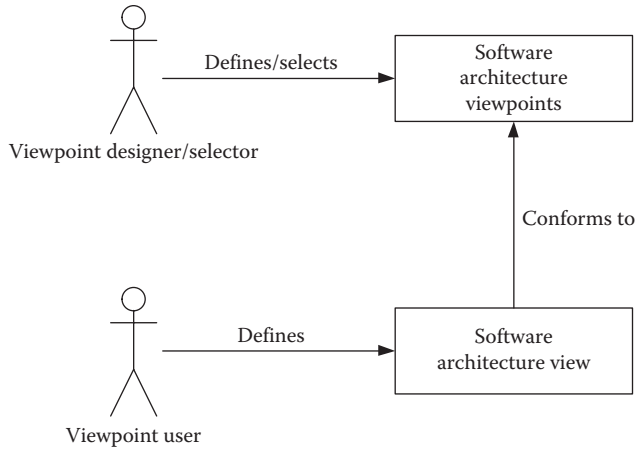 Defines/selects
Software
architecture
viewpoints
Viewpoint designer/selector
Conforms to
Defines
Software
architecture view
Viewpoint user